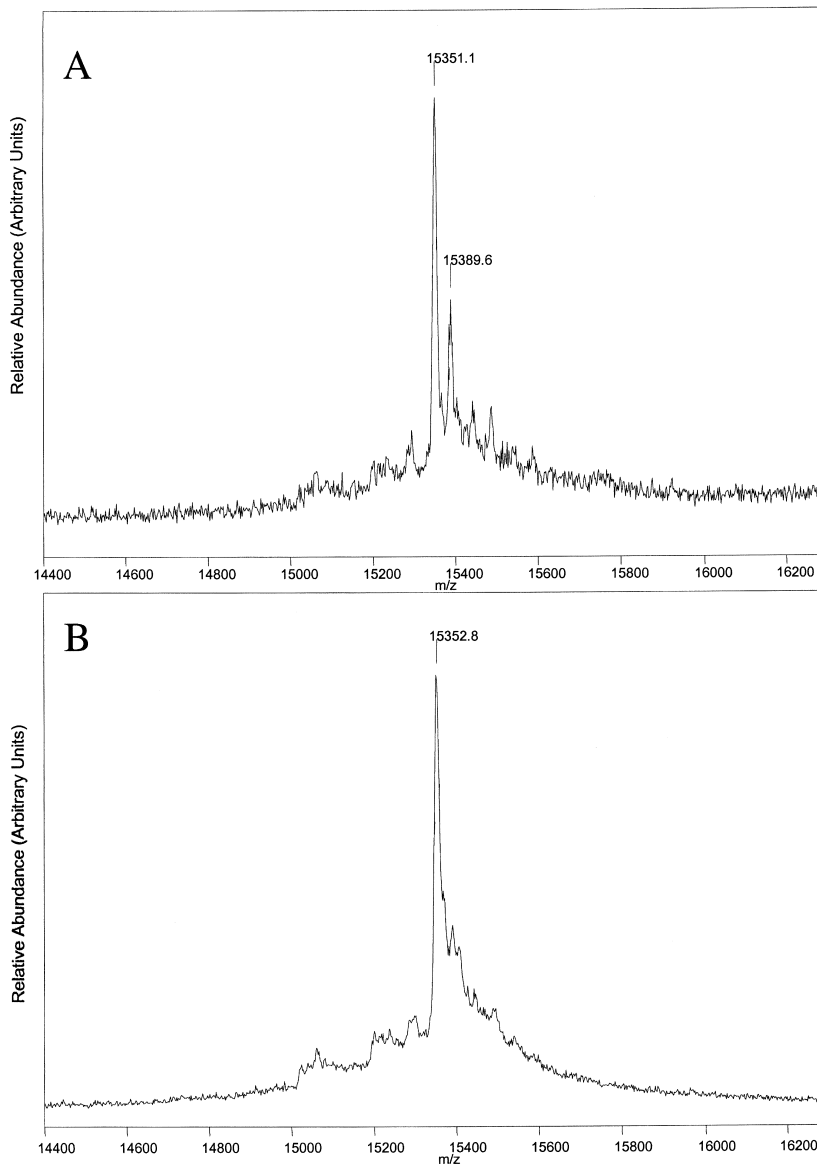 A
15351.1
15389.6
Relative Abundance (Arbitrary Units)
14400 14600 14800 15000 15200 15400 15600 15800 16000 16200
m/z
B
15352.8
Relative Abundance (Arbitrary Units)
14400 14600 14800 15000 15200 15400 15600 15800 16000 16200
m/z